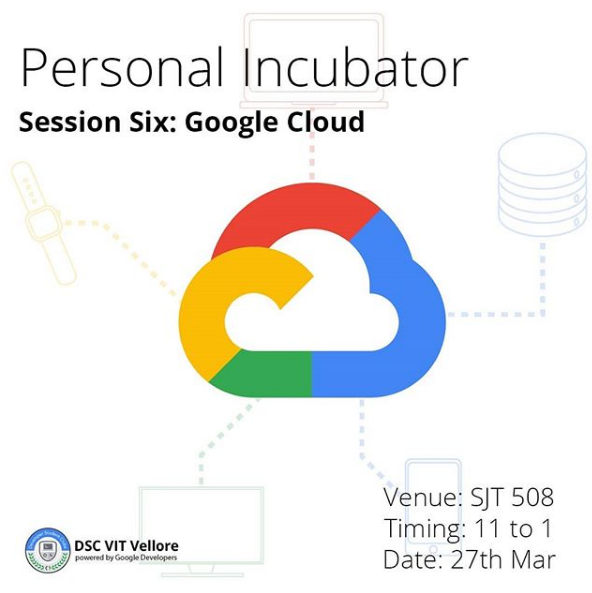 Personal Incubator
Session Six: Google Cloud
Venue: SJT 508
Timing: 11 to 1
Date: 27th Mar
DSC VIT Vellore
powered by Google Developers